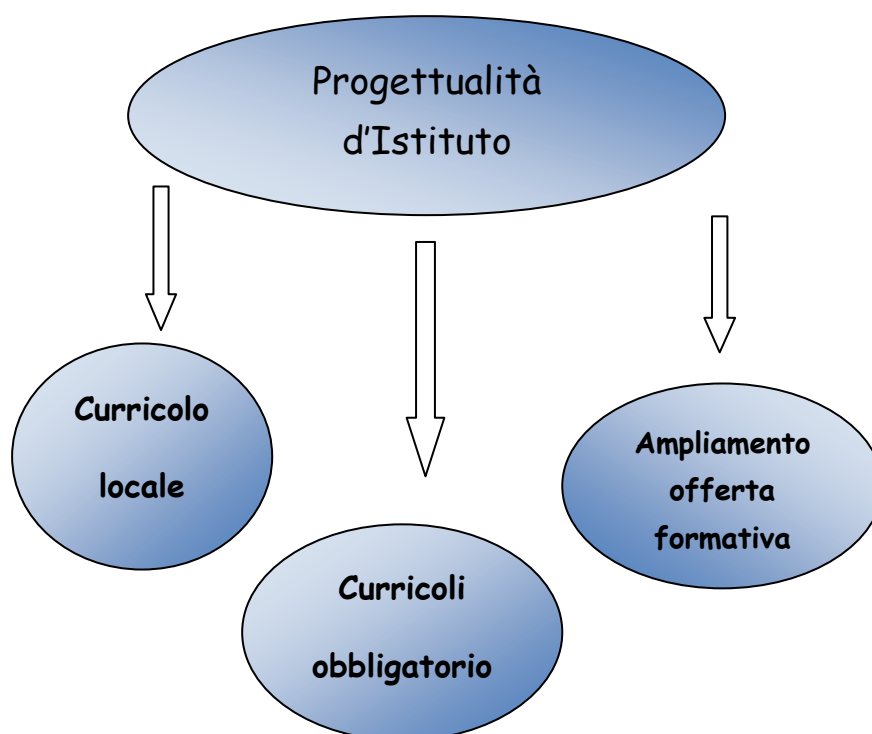 Progettualità
d'Istituto
Curricolo
locale
Ampliamento
offerta
formativa
Curricoli
obbligatorio